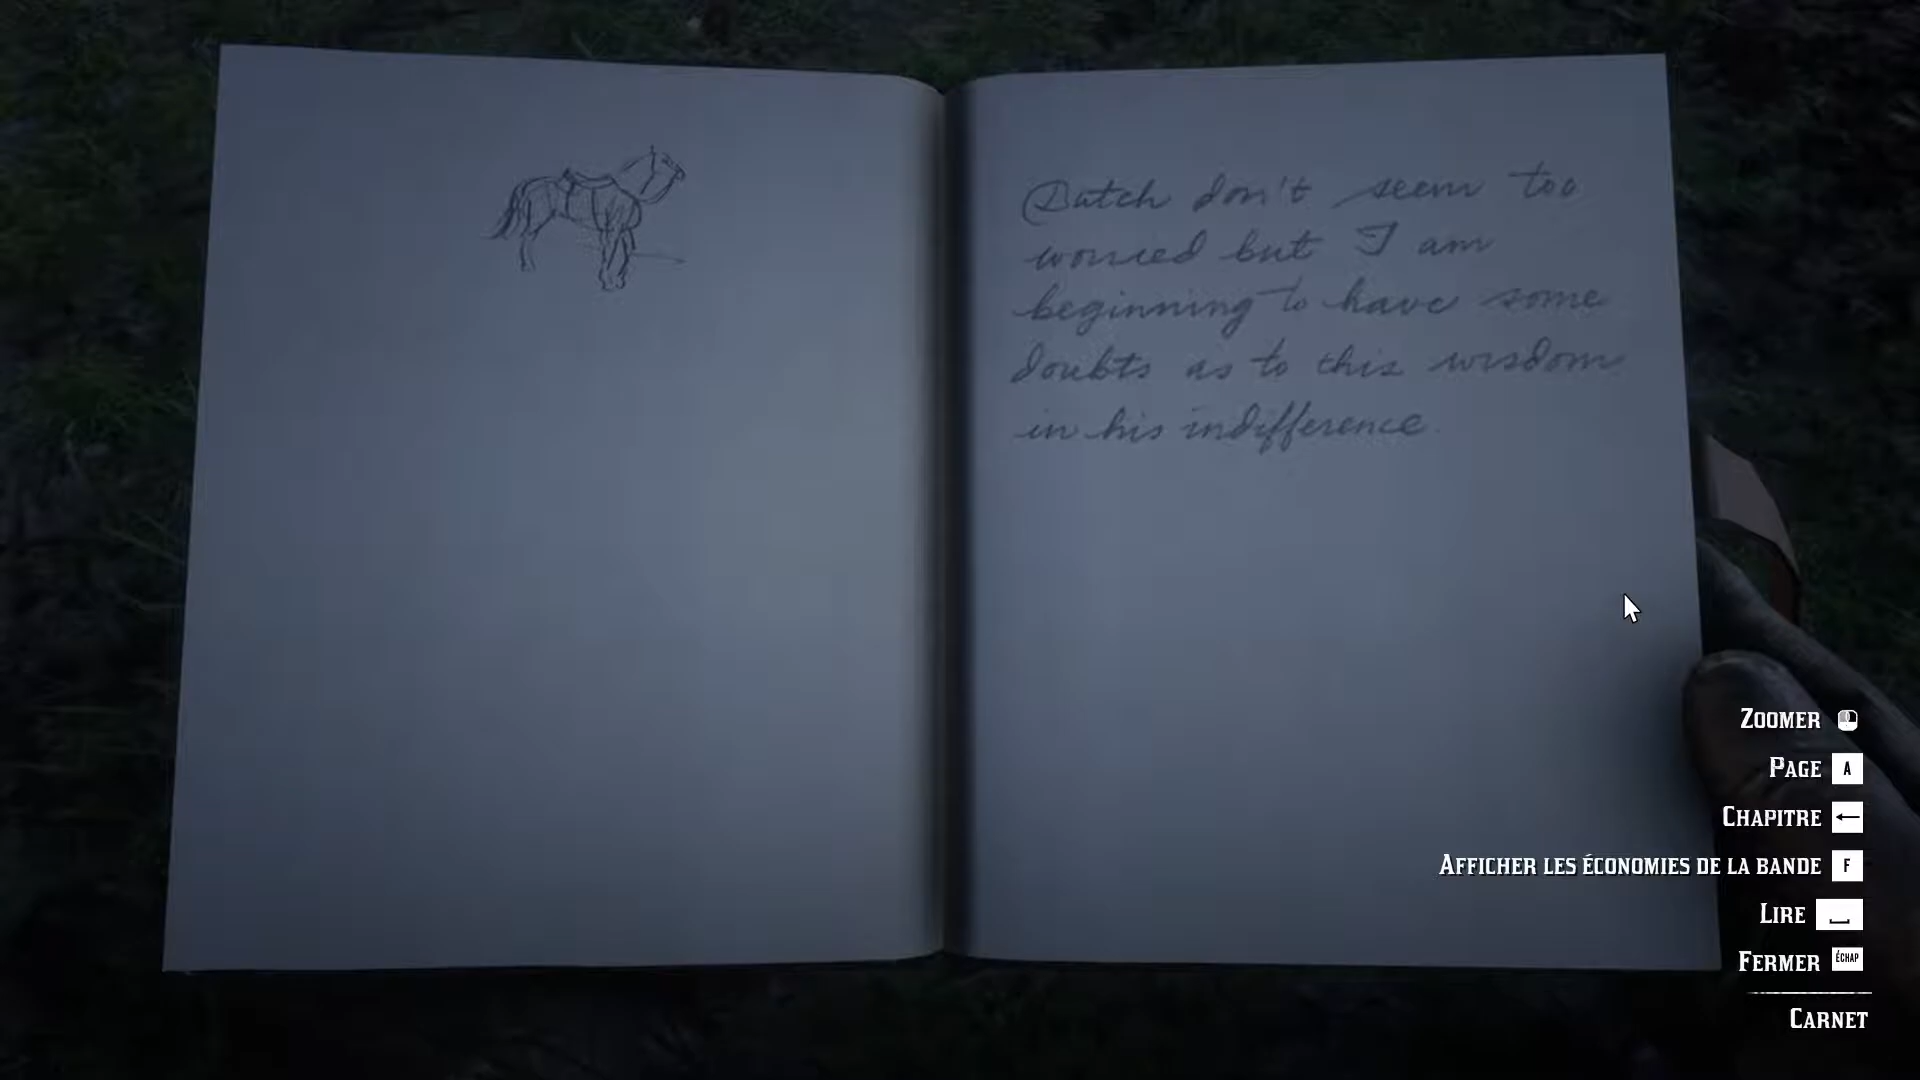 Dutch don't seem too
worried but I am
beginning to have some
doubts as to this wisdom
in his indifference.
ZOOMER
PAGE A
CHAPITRE ←
AFFICHER LES ÉCONOMIES DE LA BANDE F
LIRE
FERMER ÉCHAP
CARNET